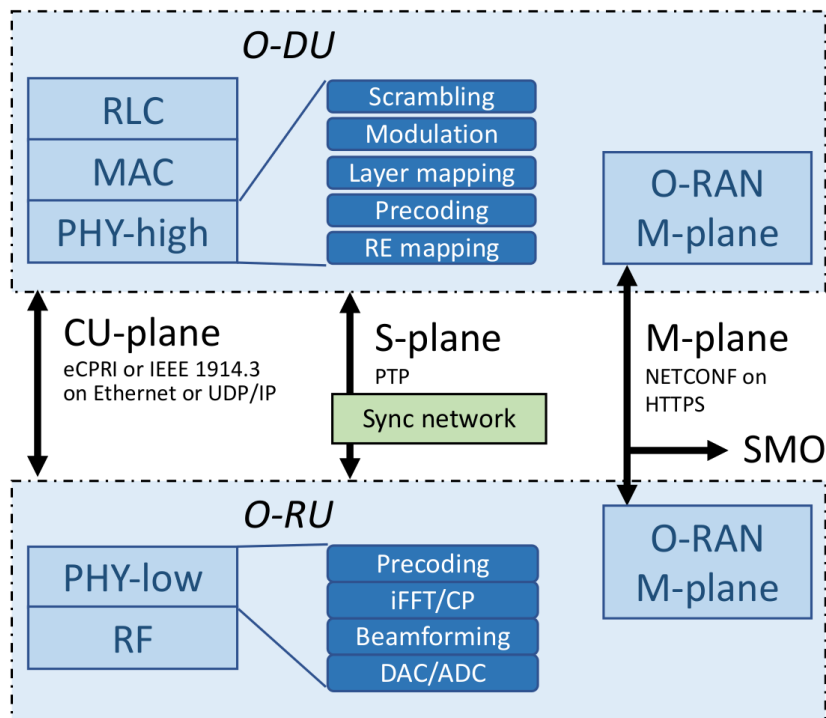 O-DU
RLC
MAC
PHY-high
Scrambling
Modulation
Layer mapping
Precoding
RE mapping
O-RAN
M-plane
CU-plane
eCPRI or IEEE 1914.3
on Ethernet or UDP/IP
S-plane
PTP
Sync network
M-plane
NETCONF on
HTTPS
SMO
O-RU
PHY-low
RF
Precoding
iFFT/CP
Beamforming
DAC/ADC
O-RAN
M-plane